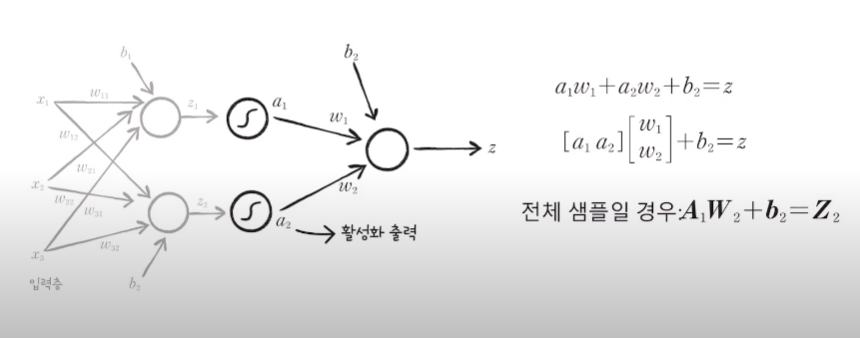 b₁
x₁
w₁₁
z₁
a₁
w₁₂
w₂₁
x₂
w₂₂
w₃₁
z₂
w₃₂
a₂
x₃
입력층
b₂
b₂
w₁
w₂
z
활성화 출력
a₁w₁+a₂w₂+b₂=z
[a₁ a₂][w₁ w₂]+b₂=z
전체 샘플일 경우:A₁W₂+b₂=Z₂